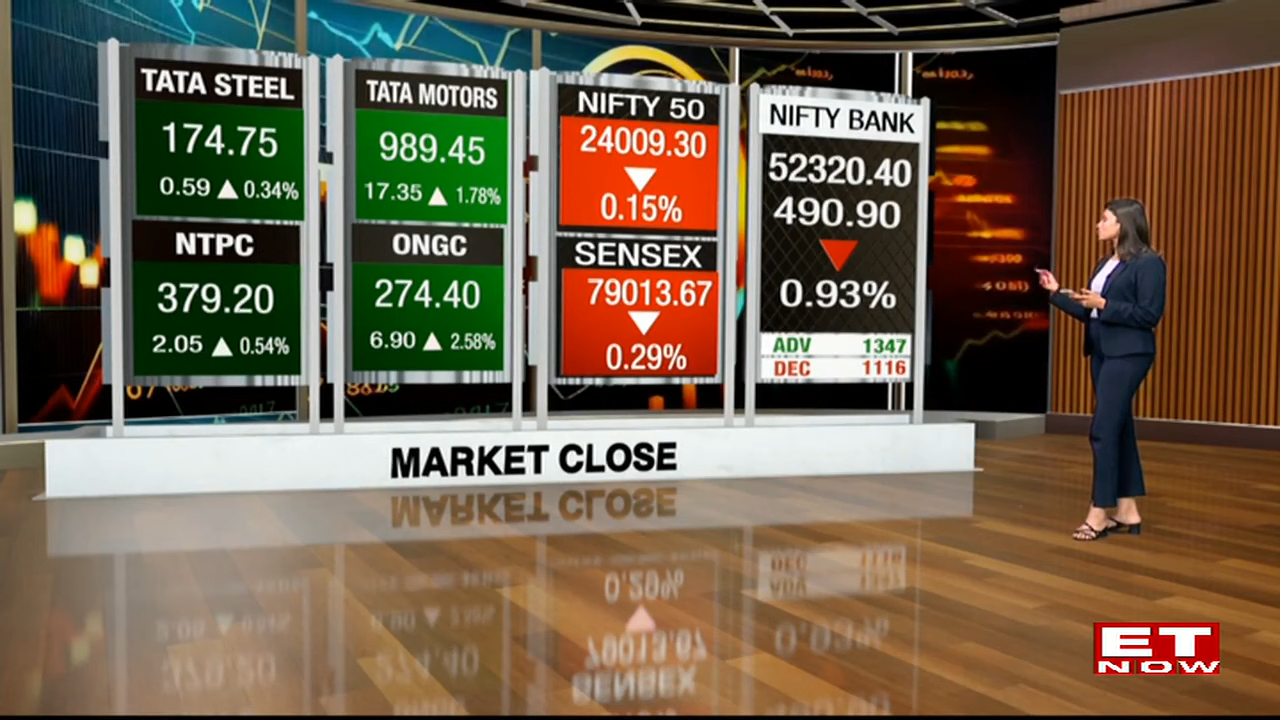 TATA STEEL
174.75
0.59 ▲ 0.34%
NTPC
379.20
2.05 ▲ 0.54%
TATA MOTORS
989.45
17.35 ▲ 1.78%
ONGC
274.40
6.90 ▲ 2.58%
NIFTY 50
24009.30
▼
0.15%
SENSEX
79013.67
▼
0.29%
NIFTY BANK
52320.40
490.90
▼
0.93%
ADV 1347
DEC 1116
MARKET CLOSE
ET
NOW